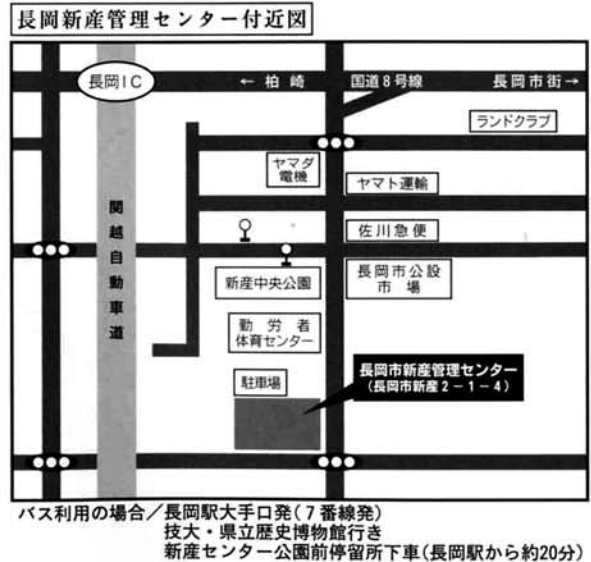 長岡新産管理センター付近図
長岡IC
← 柏崎
国道8号線
長岡市街→
ランドクラブ
ヤマダ
電機
ヤマト運輸
関越自動車道
佐川急便
新産中央公園
長岡市公設
市場
勤労者
体育センター
駐車場
長岡市新産管理センター
(長岡市新産2-1-4)
バス利用の場合/長岡駅大手口発(7番線発)
技大・県立歴史博物館行き
新産センター公園前停留所下車(長岡駅から約20分)